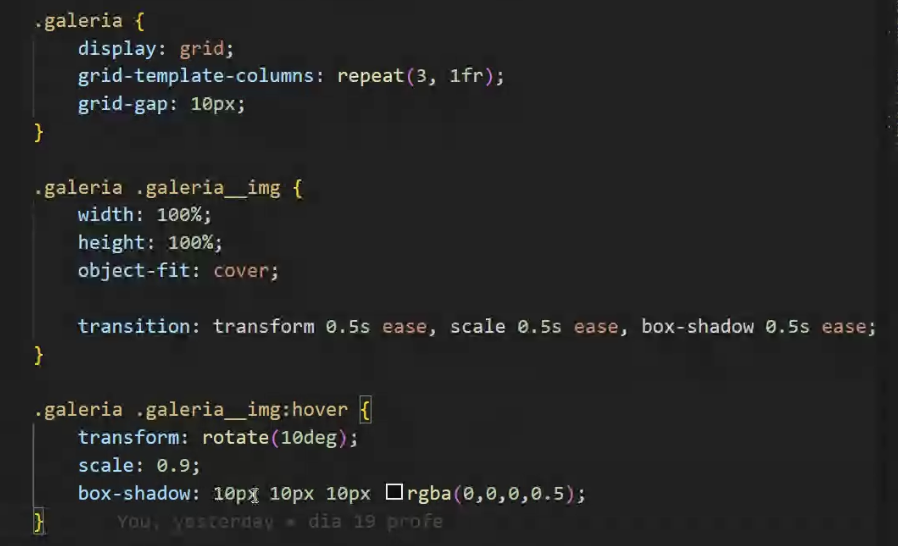 .galeria {
display: grid;
grid-template-columns: repeat(3, 1fr);
grid-gap: 10px;
}
.galeria .galeria__img {
width: 100%;
height: 100%;
object-fit: cover;
transition: transform 0.5s ease, scale 0.5s ease, box-shadow 0.5s ease;
}
.galeria .galeria__img:hover {
transform: rotate(10deg);
scale: 0.9;
box-shadow: 10px 10px 10px rgba(0,0,0,0.5);
} You, yesterday • dia 19 profe